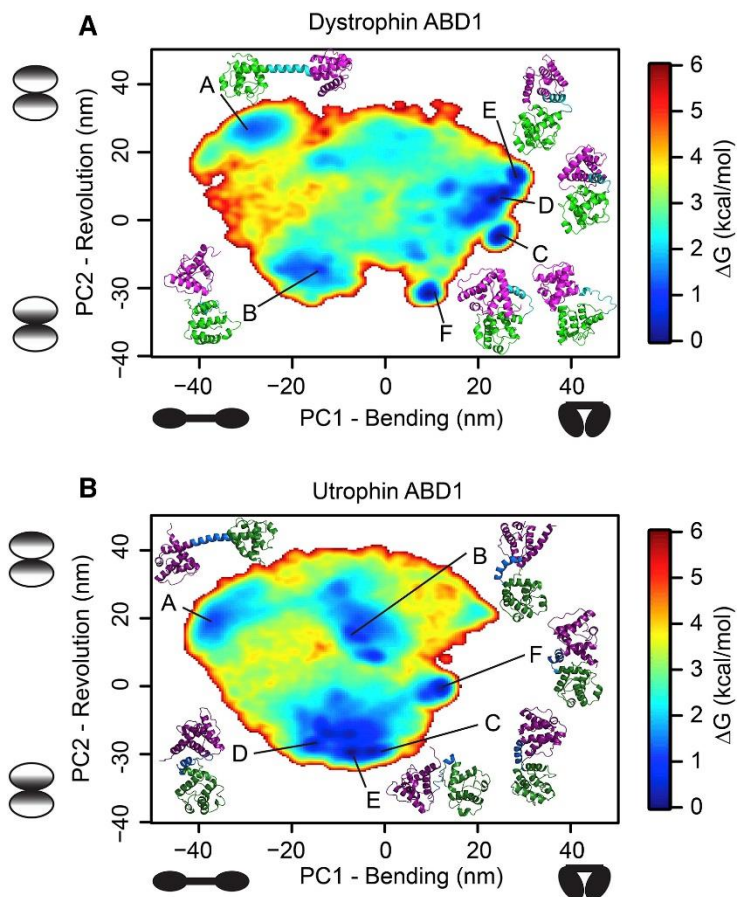 A
Dystrophin ABD1
PC2 - Revolution (nm)
40
20
0
−30
−40
A
B
C
D
E
F
−40
−20
0
20
40
PC1 - Bending (nm)
6
5
4
3
2
1
0
ΔG (kcal/mol)
B
Utrophin ABD1
PC2 - Revolution (nm)
40
20
0
−30
−40
A
B
F
C
D
E
−40
−20
0
20
40
PC1 - Bending (nm)
6
5
4
3
2
1
0
ΔG (kcal/mol)